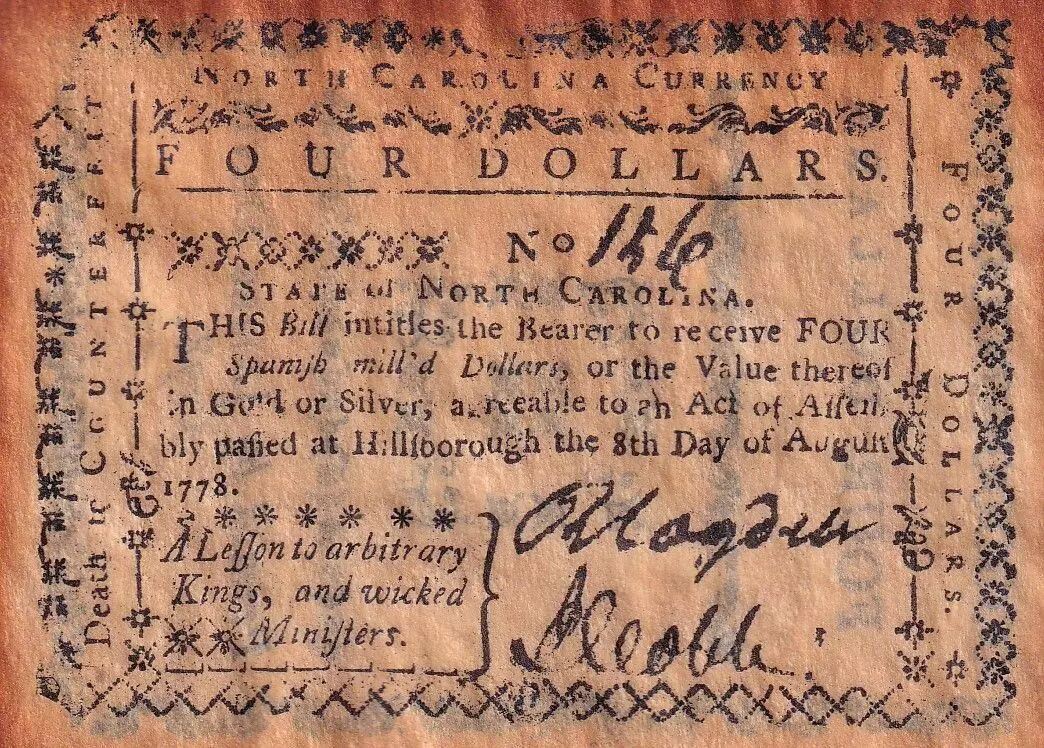 NORTH CAROLINA CURRENCY
FOUR DOLLARS.
No 156
STATE of NORTH CAROLINA.
THIS Bill intitles the Bearer to receive FOUR
Spaniſh mill'd Dollars, or the Value thereof
in Gold or Silver, agreeable to an Act of Aſſem
bly paſſed at Hillſborough the 8th Day of Auguſt
1778.
A Leſſon to arbitrary
Kings, and wicked
Miniſters.
Death to COUNTERFEIT
FOUR DOLLARS.